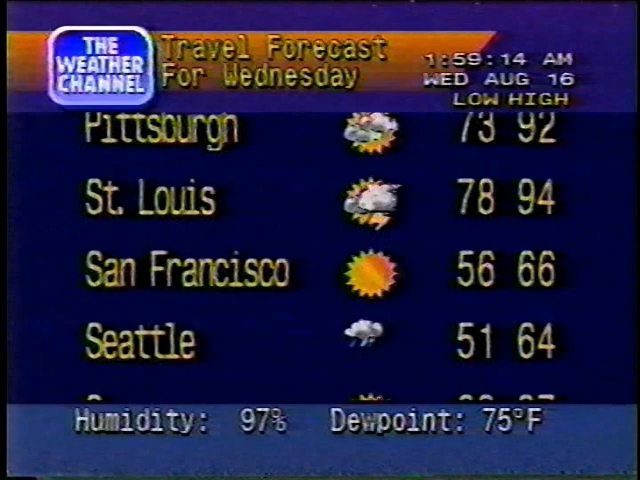 THE
WEATHER
CHANNEL
Travel Forecast
For Wednesday
1:59:14 AM
WED AUG 16
LOW HIGH
Pittsburgh 73 92
St. Louis 78 94
San Francisco 56 66
Seattle 51 64
Humidity: 97% Dewpoint: 75°F